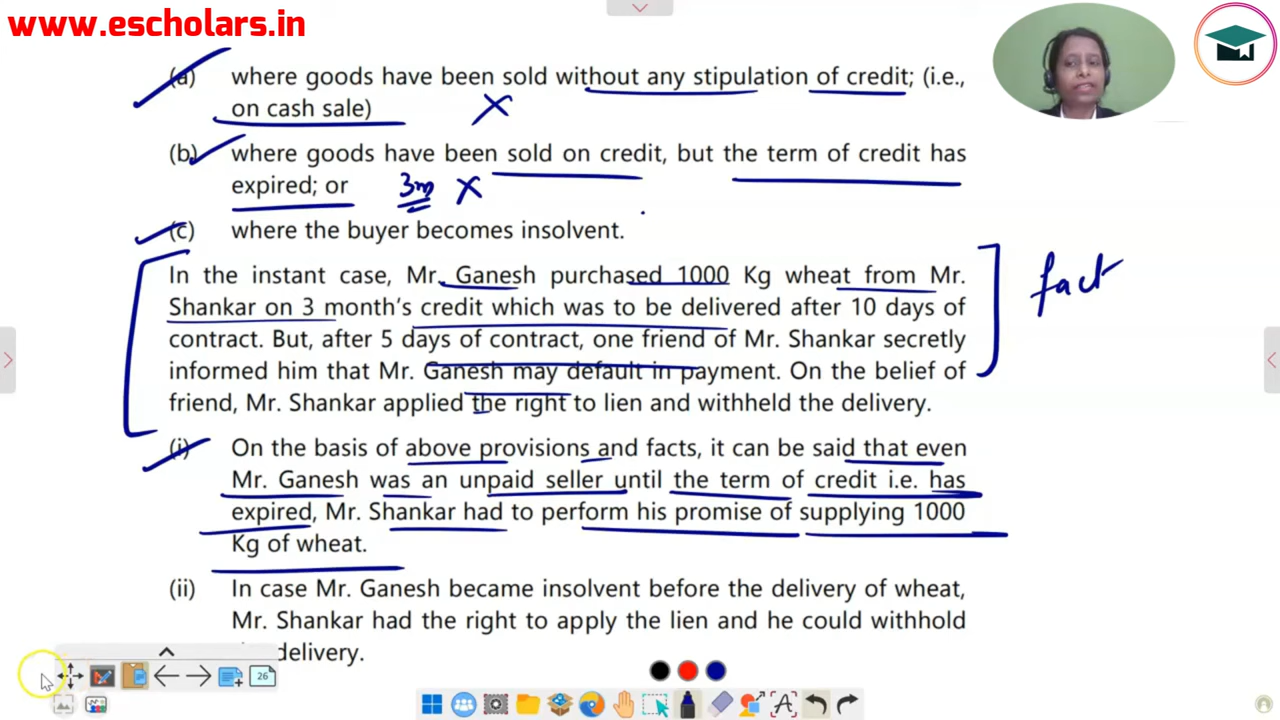 www.escholars.in
(a) where goods have been sold without any stipulation of credit; (i.e.,
on cash sale)
(b) where goods have been sold on credit, but the term of credit has
expired; or 3m
(c) where the buyer becomes insolvent.
In the instant case, Mr. Ganesh purchased 1000 Kg wheat from Mr.
Shankar on 3 month's credit which was to be delivered after 10 days of
contract. But, after 5 days of contract, one friend of Mr. Shankar secretly
informed him that Mr. Ganesh may default in payment. On the belief of
friend, Mr. Shankar applied the right to lien and withheld the delivery.
fact
(i) On the basis of above provisions and facts, it can be said that even
Mr. Ganesh was an unpaid seller until the term of credit i.e. has
expired, Mr. Shankar had to perform his promise of supplying 1000
Kg of wheat.
(ii) In case Mr. Ganesh became insolvent before the delivery of wheat,
Mr. Shankar had the right to apply the lien and he could withhold
delivery.
26